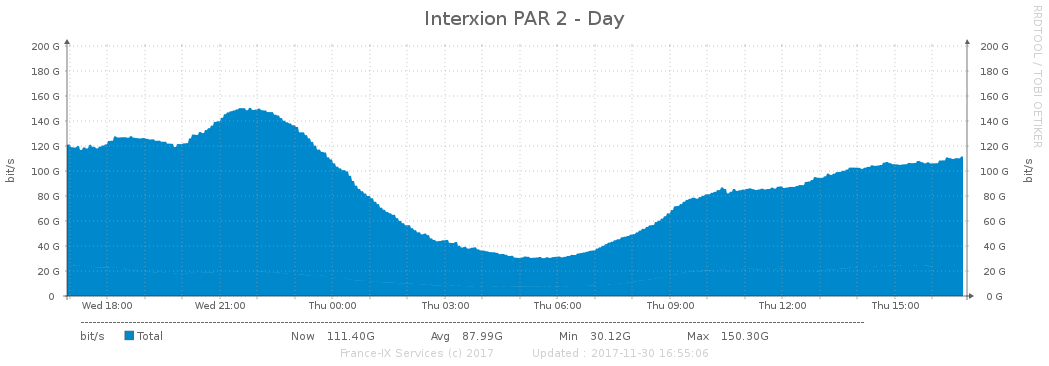 Interxion PAR 2 - Day
RRDTOOL / TOBI OETIKER
200 G 200 G
180 G 180 G
160 G 160 G
140 G 140 G
120 G 120 G
100 G 100 G
80 G 80 G
60 G 60 G
40 G 40 G
20 G 20 G
0 0 G
bit/s bit/s
Wed 18:00 Wed 21:00 Thu 00:00 Thu 03:00 Thu 06:00 Thu 09:00 Thu 12:00 Thu 15:00
bit/s Total Now 111.40G Avg 87.99G Min 30.12G Max 150.30G
France-IX Services (c) 2017 Updated : 2017-11-30 16:55:06